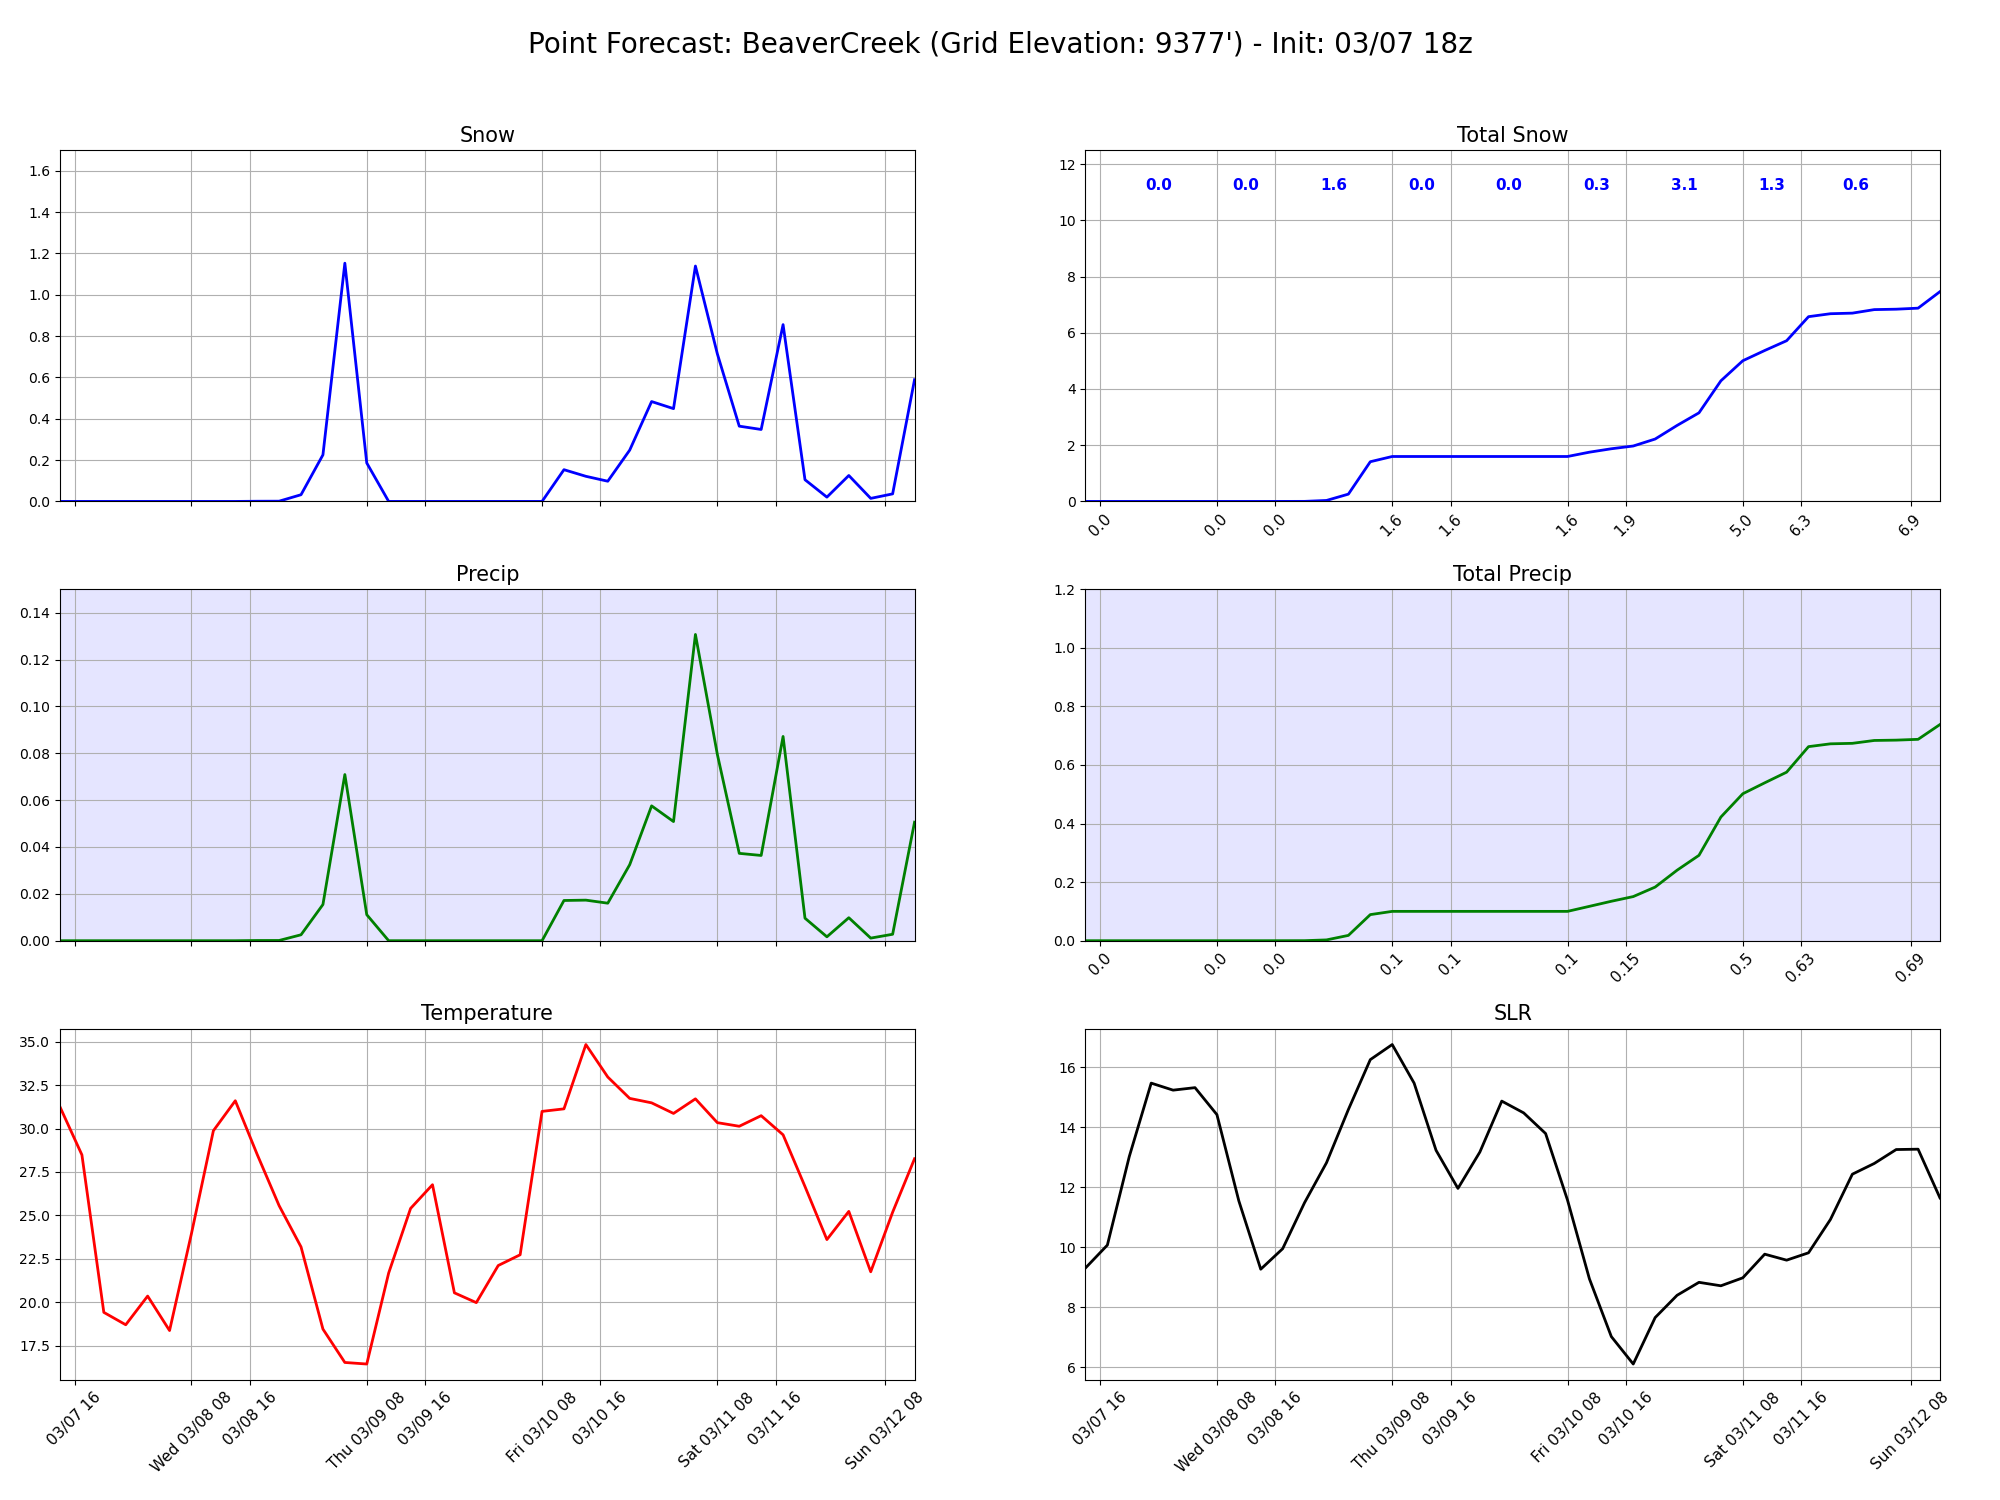 Point Forecast: BeaverCreek (Grid Elevation: 9377') - Init: 03/07 18z
Snow
1.6
1.4
1.2
1.0
0.8
0.6
0.4
0.2
0.0
Total Snow
12
10
8
6
4
2
0
0.0 0.0 1.6 0.0 0.0 0.3 3.1 1.3 0.6
0.0 0.0 0.0 1.6 1.6 1.6 1.9 5.0 6.3 6.9
Precip
0.14
0.12
0.10
0.08
0.06
0.04
0.02
0.00
Total Precip
1.2
1.0
0.8
0.6
0.4
0.2
0.0
0.0 0.0 0.0 0.1 0.1 0.1 0.15 0.5 0.63 0.69
Temperature
35.0
32.5
30.0
27.5
25.0
22.5
20.0
17.5
03/07 16
Wed 03/08 08
03/08 16
Thu 03/09 08
03/09 16
Fri 03/10 08
03/10 16
Sat 03/11 08
03/11 16
Sun 03/12 08
SLR
16
14
12
10
8
6
03/07 16
Wed 03/08 08
03/08 16
Thu 03/09 08
03/09 16
Fri 03/10 08
03/10 16
Sat 03/11 08
03/11 16
Sun 03/12 08